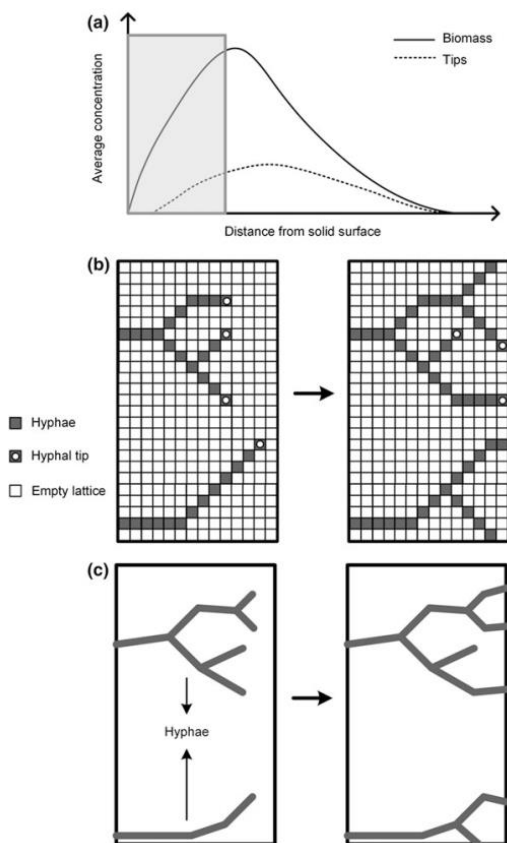 (a)
Biomass
Tips
Average concentration
Distance from solid surface
(b)
Hyphae
Hyphal tip
Empty lattice
(c)
Hyphae